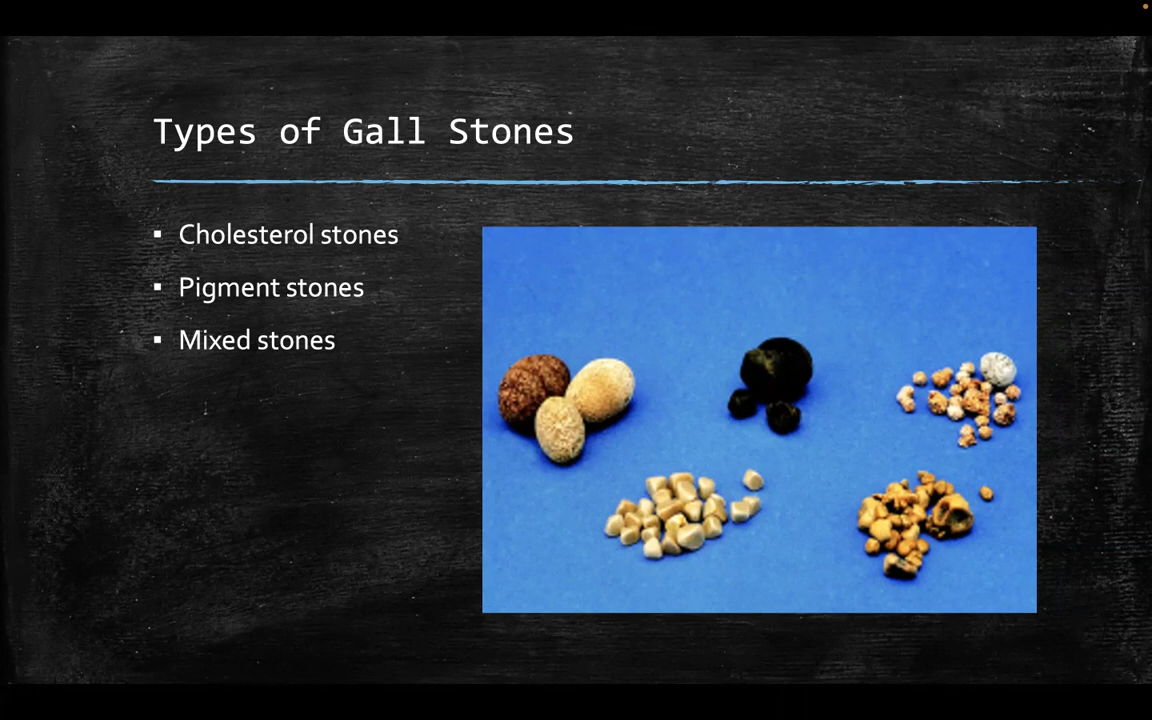 Types of Gall Stones
▪ Cholesterol stones
▪ Pigment stones
▪ Mixed stones